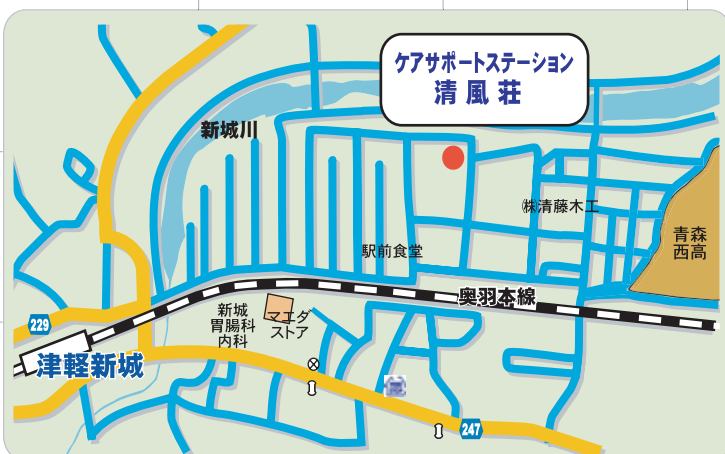 ケアサポートステーション
清風荘
新城川
㈱清藤木工
青森
西高
駅前食堂
奥羽本線
新城
胃腸科
内科
マエダ
ストア
229
津軽新城
247